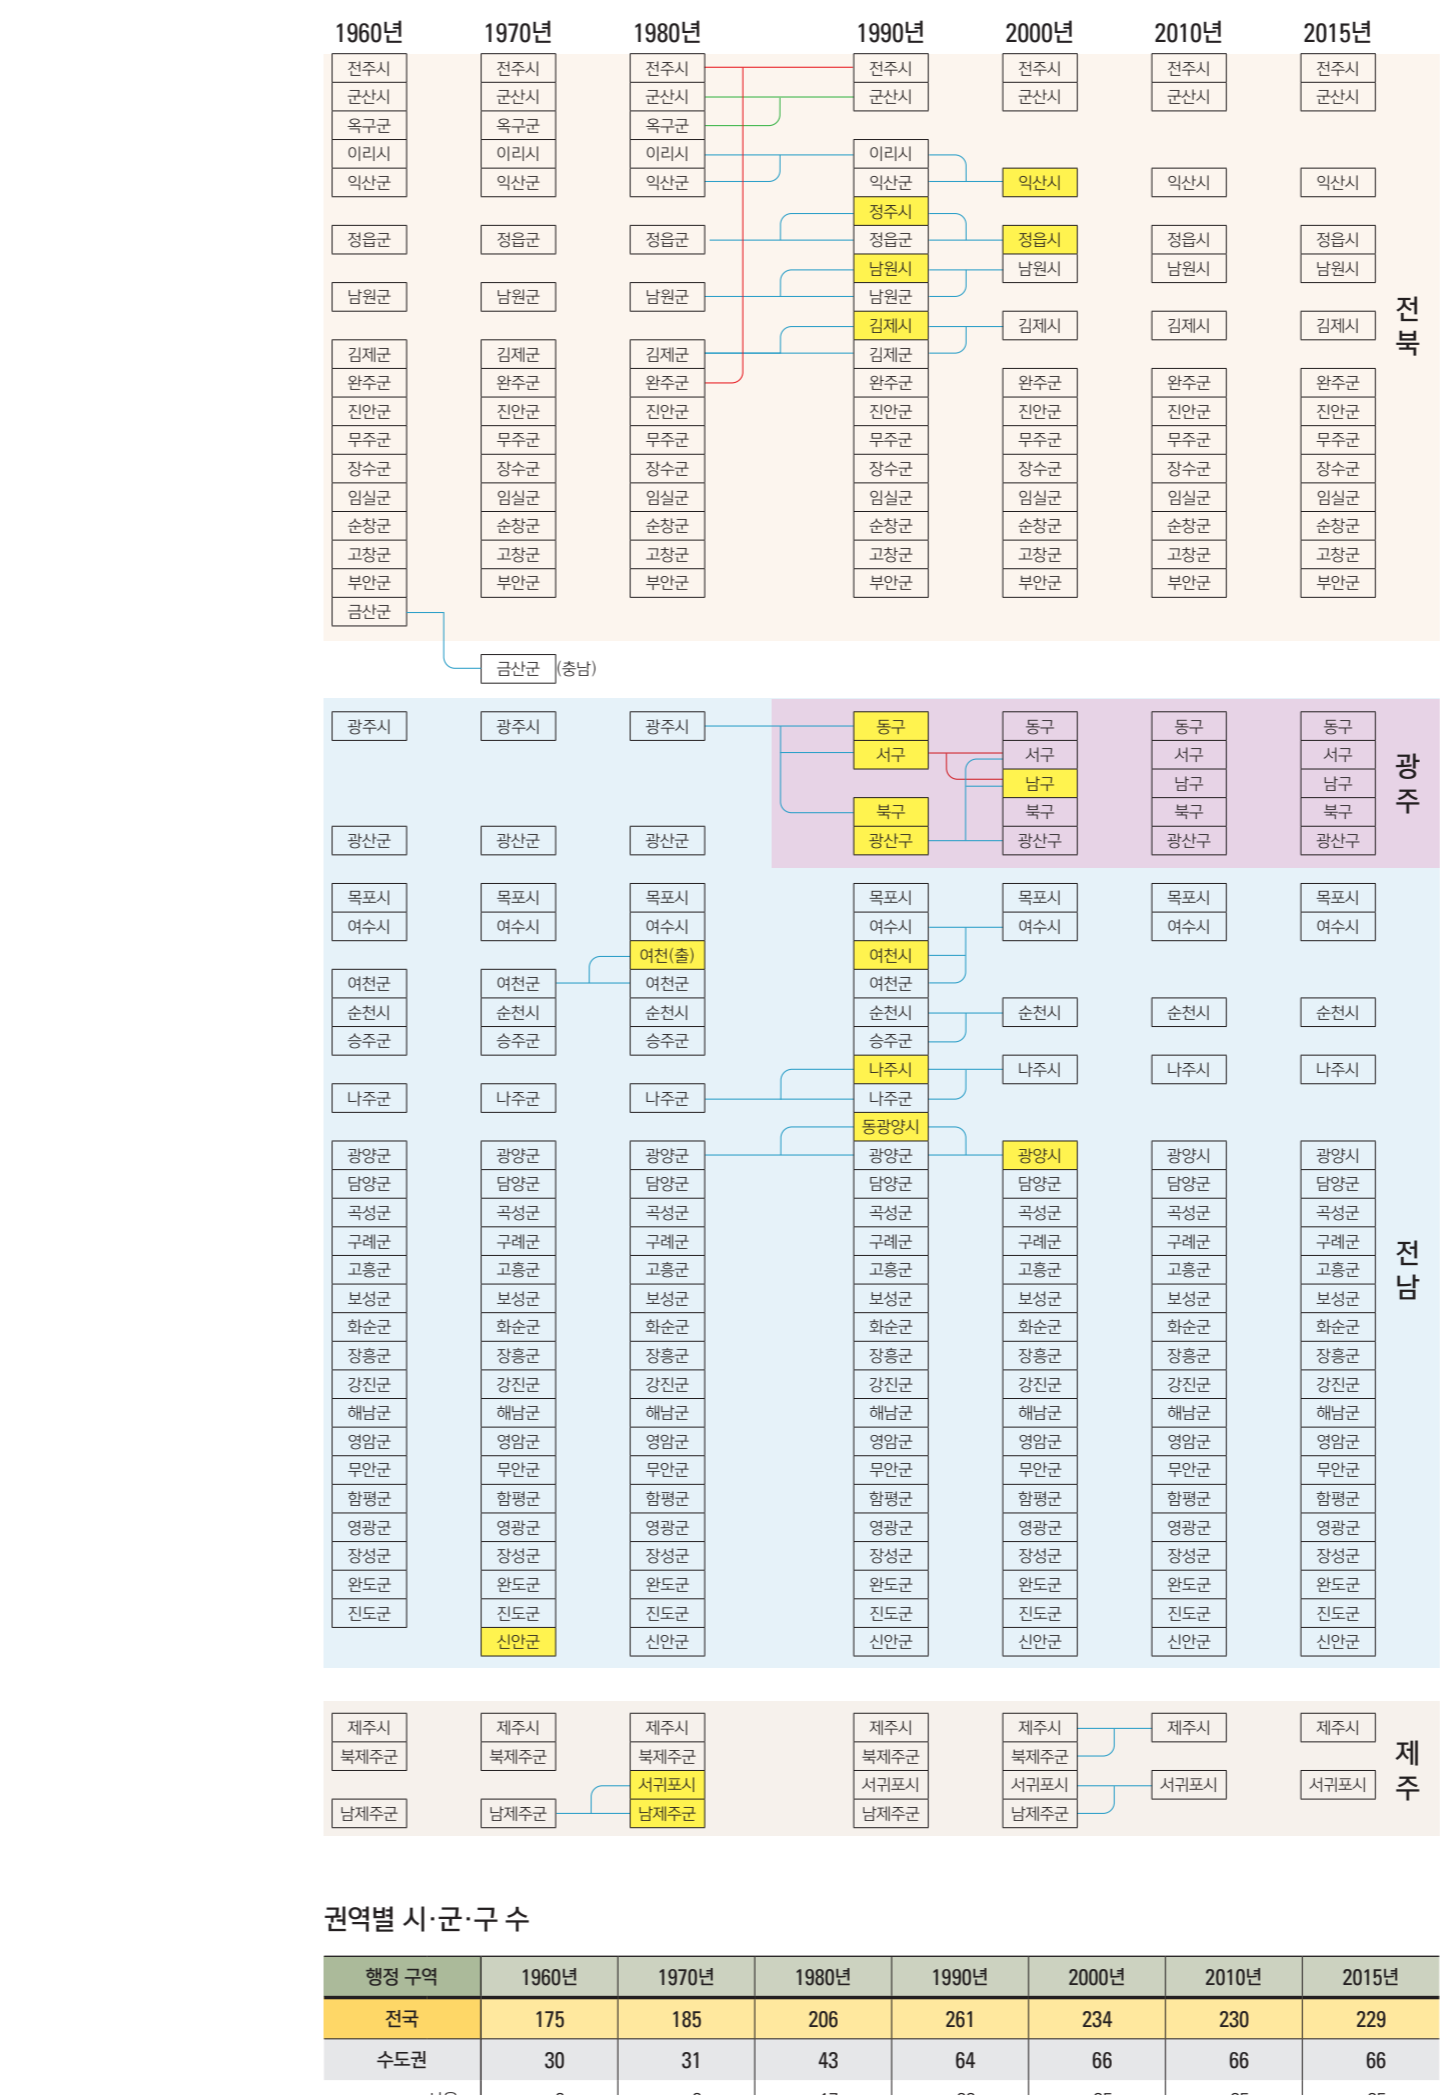 1960년 1970년 1980년 1990년 2000년 2010년 2015년
전주시 전주시 전주시 전주시 전주시 전주시 전주시
군산시 군산시 군산시 군산시 군산시 군산시 군산시
옥구군 옥구군 옥구군
이리시 이리시 이리시 이리시
익산군 익산군 익산군 익산군 익산시 익산시 익산시
정주시
정읍군 정읍군 정읍군 정읍군 정읍시 정읍시 정읍시
남원시 남원시 남원시 남원시
남원군 남원군 남원군 남원군
김제시 김제시 김제시 김제시
전북
김제군 김제군 김제군 김제군
완주군 완주군 완주군 완주군 완주군 완주군 완주군
진안군 진안군 진안군 진안군 진안군 진안군 진안군
무주군 무주군 무주군 무주군 무주군 무주군 무주군
장수군 장수군 장수군 장수군 장수군 장수군 장수군
임실군 임실군 임실군 임실군 임실군 임실군 임실군
순창군 순창군 순창군 순창군 순창군 순창군 순창군
고창군 고창군 고창군 고창군 고창군 고창군 고창군
부안군 부안군 부안군 부안군 부안군 부안군 부안군
금산군
금산군 (충남)
광주시 광주시 광주시 동구 동구 동구 동구
서구 서구 서구 서구
남구 남구 남구
광주
북구 북구 북구 북구
광산군 광산군 광산군 광산구 광산구 광산구 광산구
목포시 목포시 목포시 목포시 목포시 목포시 목포시
여수시 여수시 여수시 여수시 여수시 여수시 여수시
여천(출) 여천시
여천군 여천군 여천군 여천군
순천시 순천시 순천시 순천시 순천시 순천시 순천시
승주군 승주군 승주군 승주군
나주시 나주시 나주시 나주시
나주군 나주군 나주군 나주군
동광양시
광양군 광양군 광양군 광양군 광양시 광양시 광양시
담양군 담양군 담양군 담양군 담양군 담양군 담양군
곡성군 곡성군 곡성군 곡성군 곡성군 곡성군 곡성군
구례군 구례군 구례군 구례군 구례군 구례군 구례군
고흥군 고흥군 고흥군 고흥군 고흥군 고흥군 고흥군
전남
보성군 보성군 보성군 보성군 보성군 보성군 보성군
화순군 화순군 화순군 화순군 화순군 화순군 화순군
장흥군 장흥군 장흥군 장흥군 장흥군 장흥군 장흥군
강진군 강진군 강진군 강진군 강진군 강진군 강진군
해남군 해남군 해남군 해남군 해남군 해남군 해남군
영암군 영암군 영암군 영암군 영암군 영암군 영암군
무안군 무안군 무안군 무안군 무안군 무안군 무안군
함평군 함평군 함평군 함평군 함평군 함평군 함평군
영광군 영광군 영광군 영광군 영광군 영광군 영광군
장성군 장성군 장성군 장성군 장성군 장성군 장성군
완도군 완도군 완도군 완도군 완도군 완도군 완도군
진도군 진도군 진도군 진도군 진도군 진도군 진도군
신안군 신안군 신안군 신안군 신안군 신안군
제주시 제주시 제주시 제주시 제주시 제주시 제주시
북제주군 북제주군 북제주군 북제주군 북제주군
제주
서귀포시 서귀포시 서귀포시 서귀포시 서귀포시
남제주군 남제주군 남제주군 남제주군 남제주군
권역별 시·군·구 수
행정 구역 1960년 1970년 1980년 1990년 2000년 2010년 2015년
전국 175 185 206 261 234 230 229
수도권 30 31 43 64 66 66 66